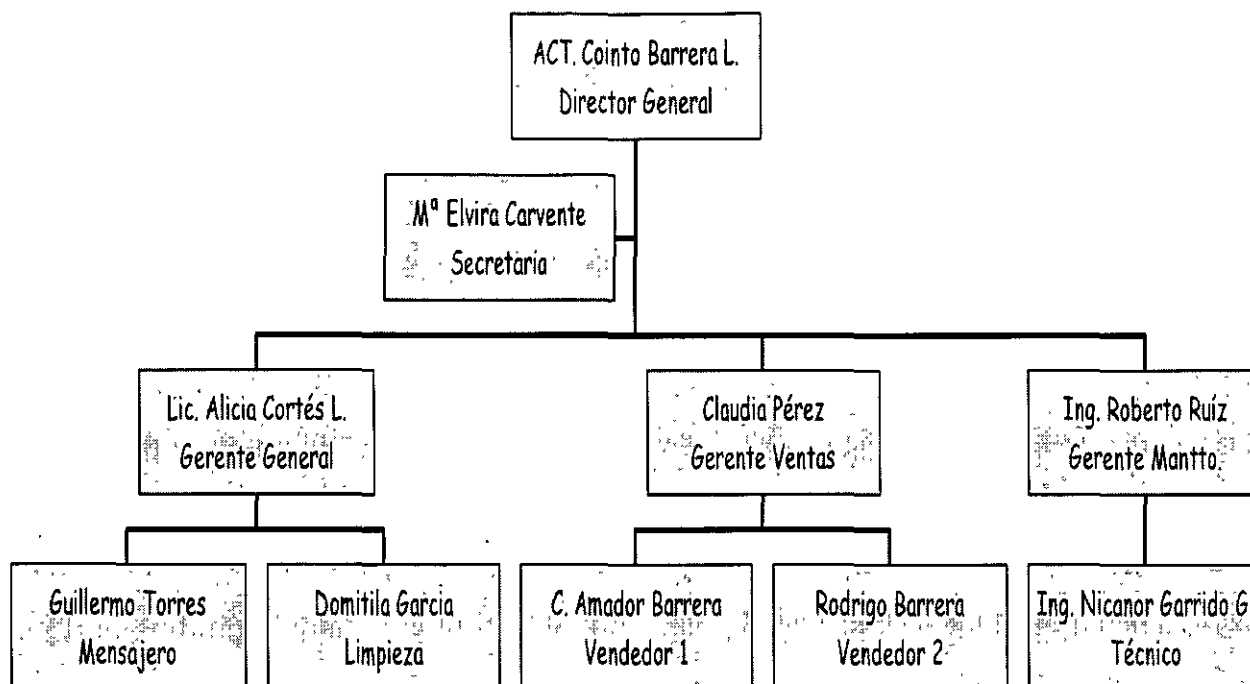 ACT. Cointo Barrera L.
Director General
Mª Elvira Carvente
Secretaria
Lic. Alicia Cortés L.
Gerente General
Claudia Pérez
Gerente Ventas
Ing. Roberto Ruíz
Gerente Mantto.
Guillermo Torres
Mensajero
Domitila Garcia
Limpieza
C. Amador Barrera
Vendedor 1
Rodrigo Barrera
Vendedor 2
Ing. Nicanor Garrido G
Técnico